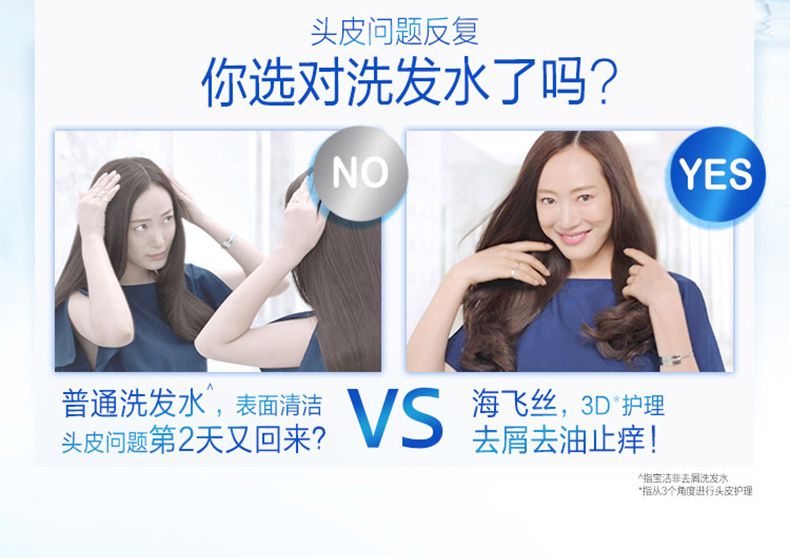 头皮问题反复
你选对洗发水了吗?
NO
YES
普通洗发水^，表面清洁
头皮问题第2天又回来?
VS
海飞丝，3D*护理
去屑去油止痒!
^指宝洁非去屑洗发水
*指从3个角度进行头皮护理